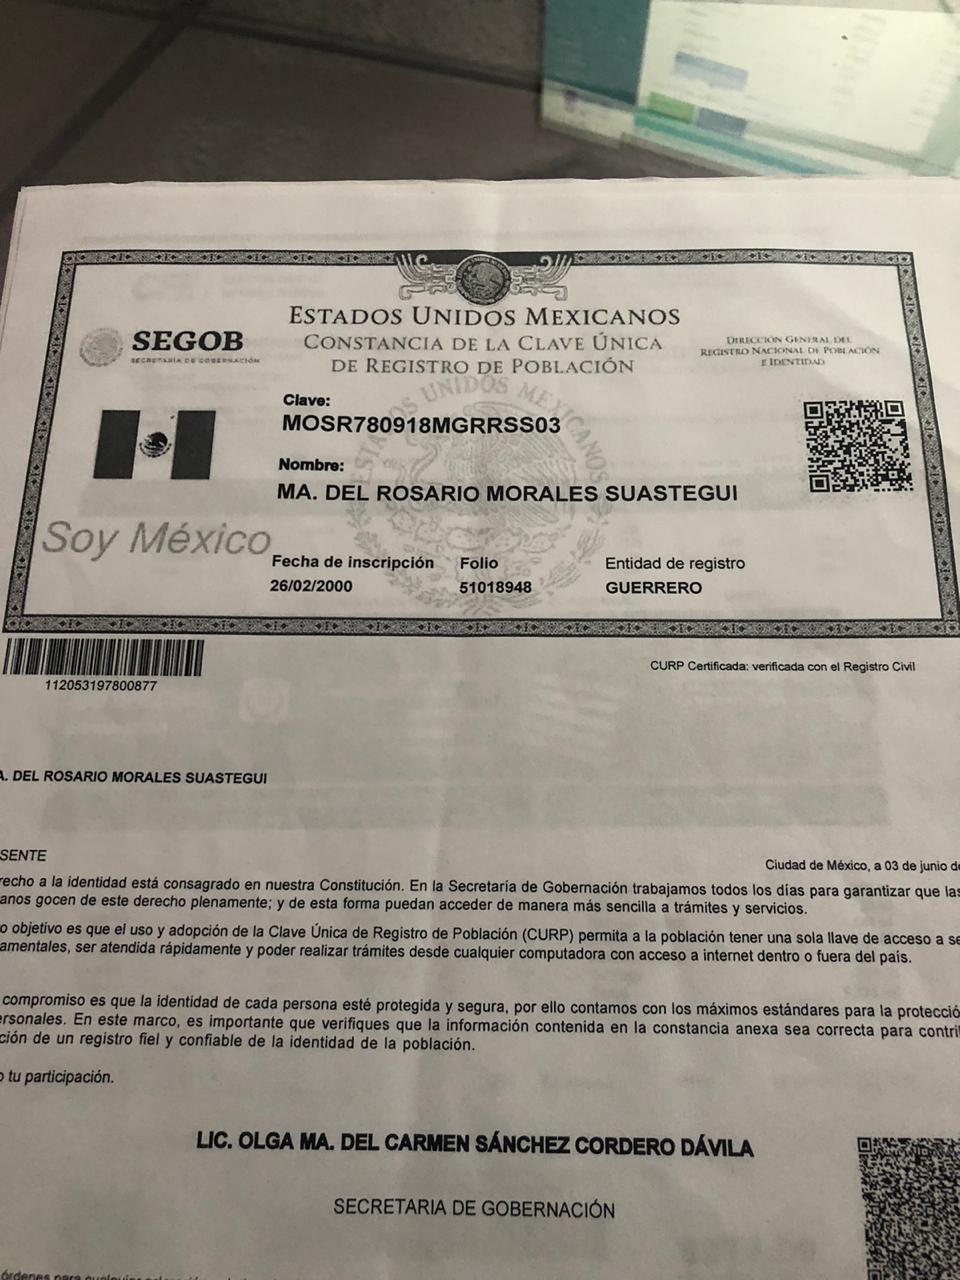 ESTADOS UNIDOS MEXICANOS
CONSTANCIA DE LA CLAVE ÚNICA
DE REGISTRO DE POBLACIÓN
SEGOB
SECRETARÍA DE GOBERNACIÓN
DIRECCIÓN GENERAL DEL
REGISTRO NACIONAL DE POBLACIÓN
E IDENTIDAD
Clave:
MOSR780918MGRRSS03
Nombre:
MA. DEL ROSARIO MORALES SUASTEGUI
Soy México
ESTADOS UNIDOS MEXICANOS
Fecha de inscripción Folio Entidad de registro
26/02/2000 51018948 GUERRERO
112053197800877
CURP Certificada: verificada con el Registro Civil
A. DEL ROSARIO MORALES SUASTEGUI
SENTE
Ciudad de México, a 03 de junio de
recho a la identidad está consagrado en nuestra Constitución. En la Secretaría de Gobernación trabajamos todos los días para garantizar que las
anos gocen de este derecho plenamente; y de esta forma puedan acceder de manera más sencilla a trámites y servicios.
o objetivo es que el uso y adopción de la Clave Única de Registro de Población (CURP) permita a la población tener una sola llave de acceso a se
amentales, ser atendida rápidamente y poder realizar trámites desde cualquier computadora con acceso a internet dentro o fuera del país.
compromiso es que la identidad de cada persona esté protegida y segura, por ello contamos con los máximos estándares para la protecció
ersonales. En este marco, es importante que verifiques que la información contenida en la constancia anexa sea correcta para contri
ción de un registro fiel y confiable de la identidad de la población.
o tu participación.
LIC. OLGA MA. DEL CARMEN SÁNCHEZ CORDERO DÁVILA
SECRETARIA DE GOBERNACIÓN